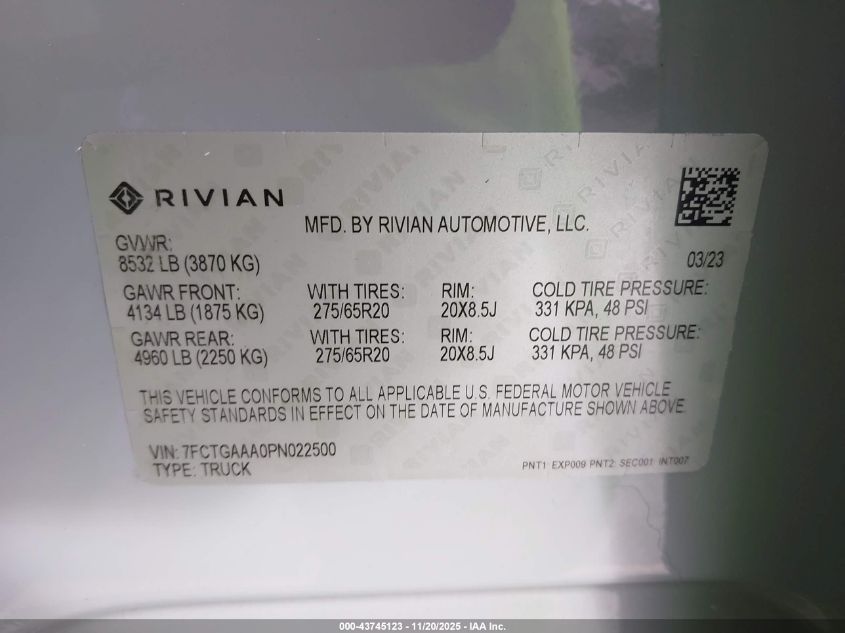 RIVIAN
MFD. BY RIVIAN AUTOMOTIVE, LLC.
GVWR:
8532 LB (3870 KG)
03/23
GAWR FRONT: WITH TIRES: RIM: COLD TIRE PRESSURE:
4134 LB (1875 KG) 275/65R20 20X8.5J 331 KPA, 48 PSI
GAWR REAR: WITH TIRES: RIM: COLD TIRE PRESSURE:
4960 LB (2250 KG) 275/65R20 20X8.5J 331 KPA, 48 PSI
THIS VEHICLE CONFORMS TO ALL APPLICABLE U.S. FEDERAL MOTOR VEHICLE
SAFETY STANDARDS IN EFFECT ON THE DATE OF MANUFACTURE SHOWN ABOVE.
VIN: 7FCTGAAA0PN022500
TYPE: TRUCK
PNT1: EXP009 PNT2: SEC001 INT007
000-43745123 - 11/20/2025 - IAA Inc.